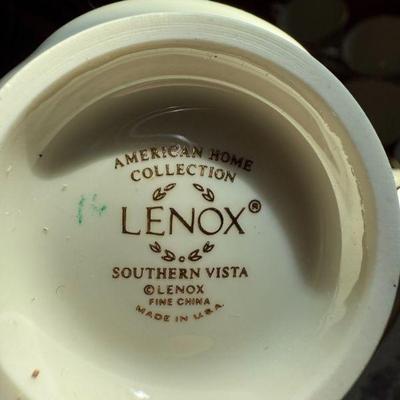 AMERICAN HOME
COLLECTION
LENOX®
SOUTHERN VISTA
©LENOX
FINE CHINA
MADE IN U.S.A.